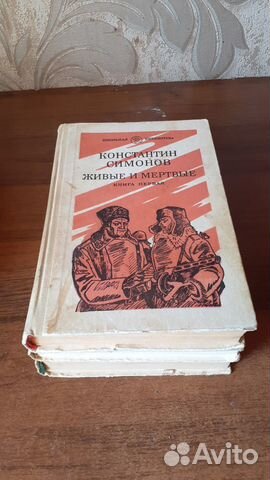 ШКОЛЬНАЯ БИБЛИОТЕКА
КОНСТАНТИН
СИМОНОВ
ЖИВЫЕ И МЕРТВЫЕ
КНИГА ПЕРВАЯ
Avito